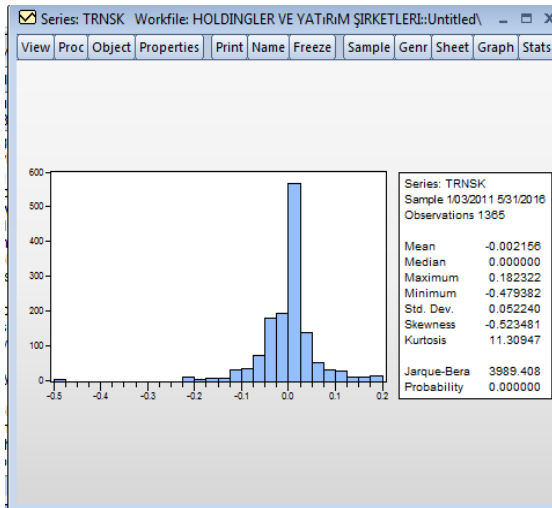 Series: TRNSK Workfile: HOLDINGLER VE YATIRIM ŞİRKETLERİ::Untitled\
View Proc Object Properties Print Name Freeze Sample Genr Sheet Graph Stats
600
500
400
300
200
100
0
-0.5 -0.4 -0.3 -0.2 -0.1 0.0 0.1 0.2
Series: TRNSK
Sample 1/03/2011 5/31/2016
Observations 1365
Mean -0.002156
Median 0.000000
Maximum 0.182322
Minimum -0.479382
Std. Dev. 0.052240
Skewness -0.523481
Kurtosis 11.30947
Jarque-Bera 3989.408
Probability 0.000000